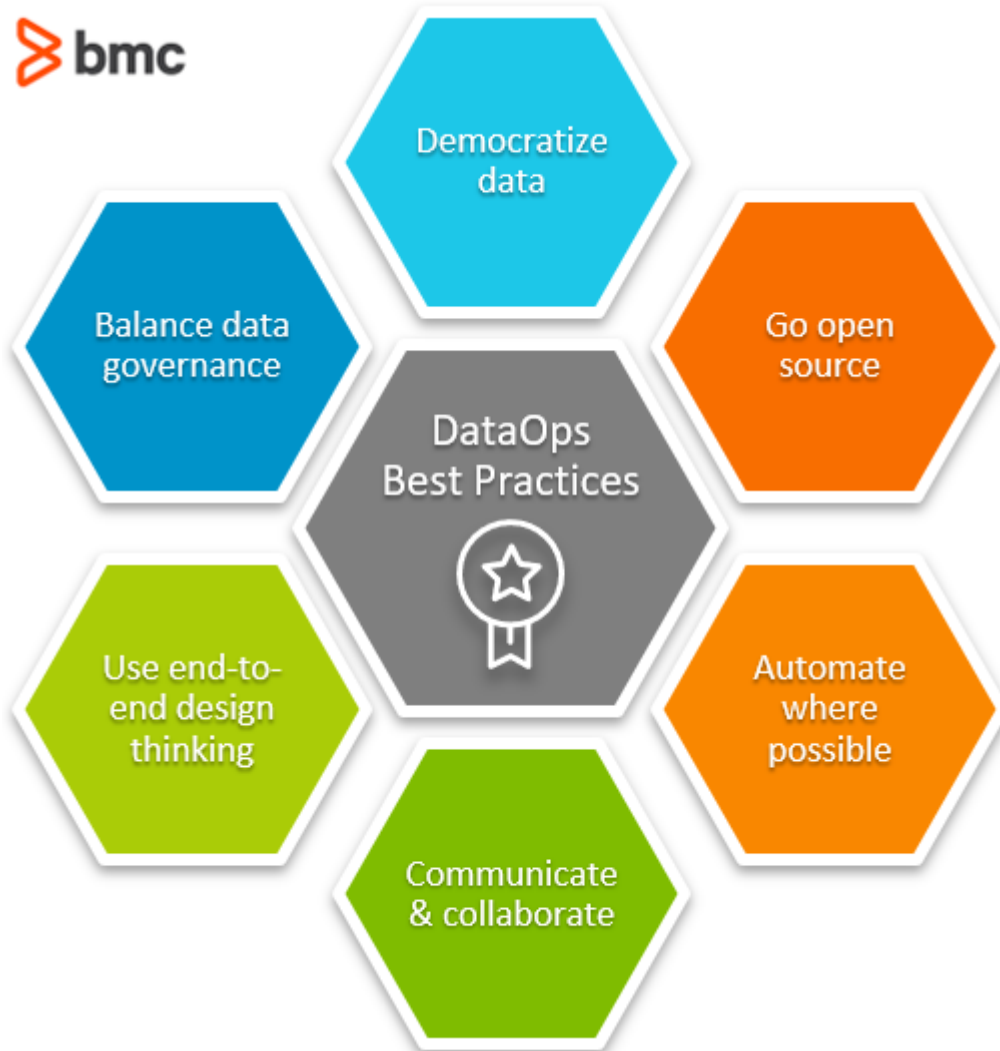 bmc
Democratize
data
Balance data
governance
Go open
source
DataOps
Best Practices
Use end-to-
end design
thinking
Automate
where
possible
Communicate
& collaborate